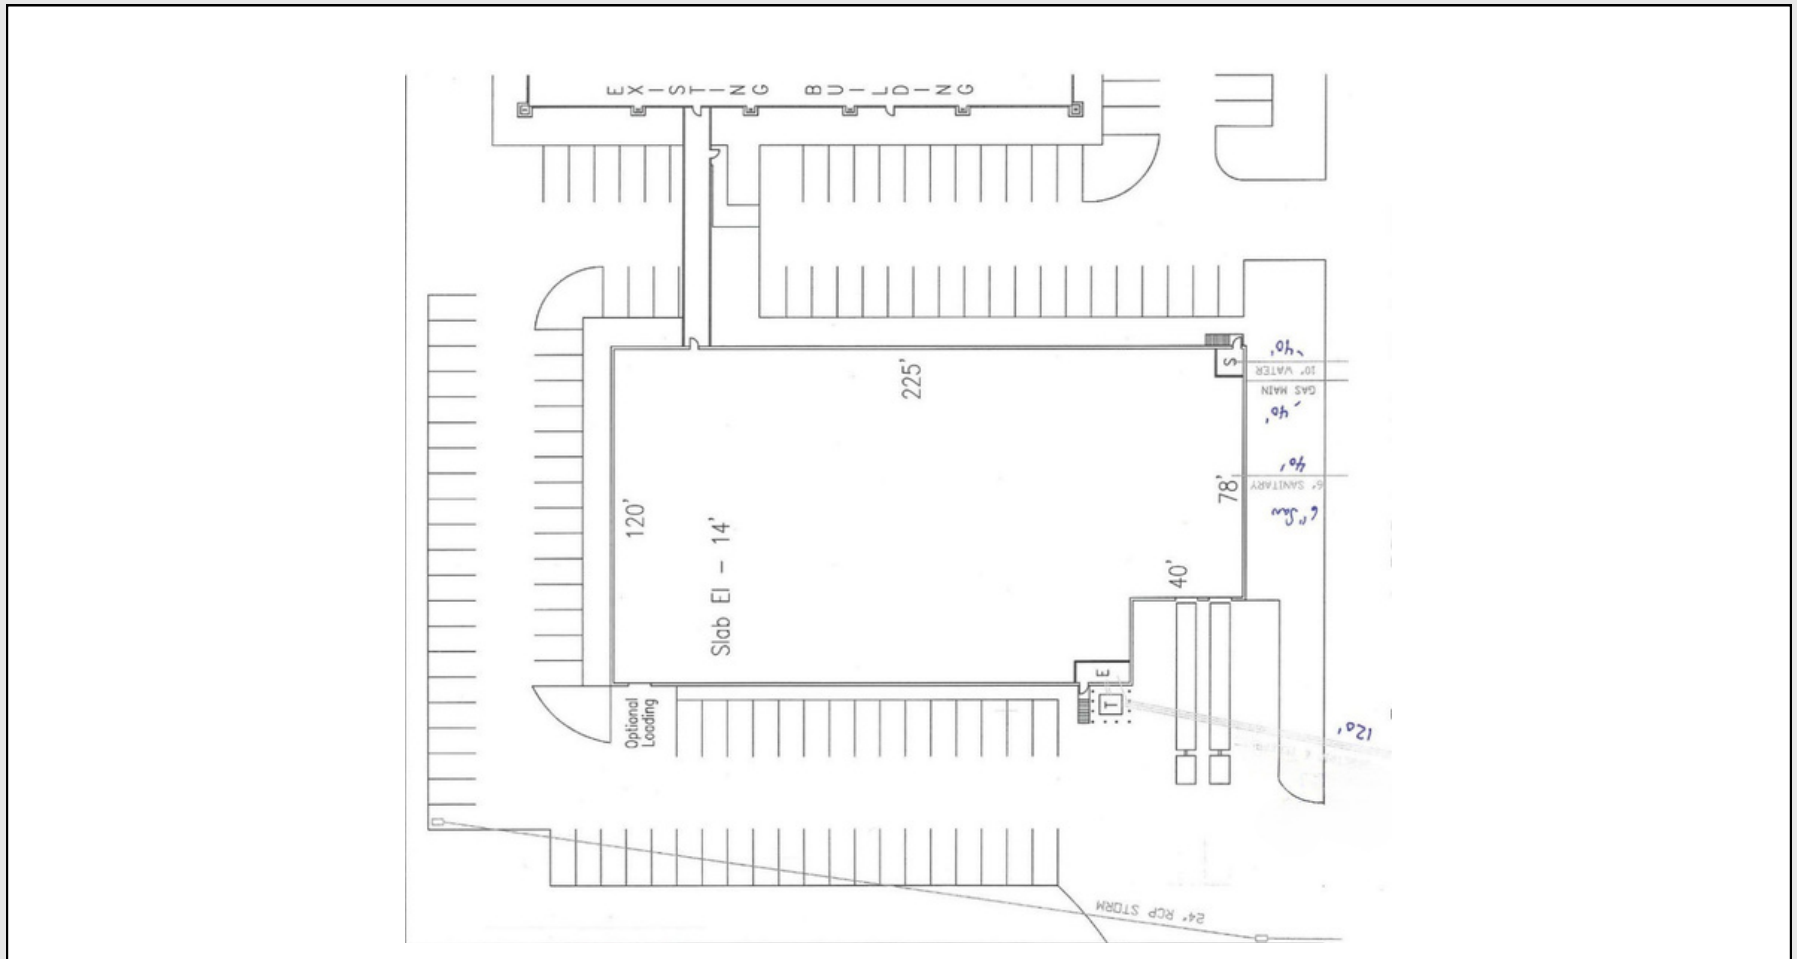 EXISTING BUILDING
225'
S
~40'
10" WATER
GAS MAIN
~40'
40'
6" SANITARY
6" San
78'
120'
Slab El - 14'
40'
E
T
Optional
Loading
120'
24" RCP STORM